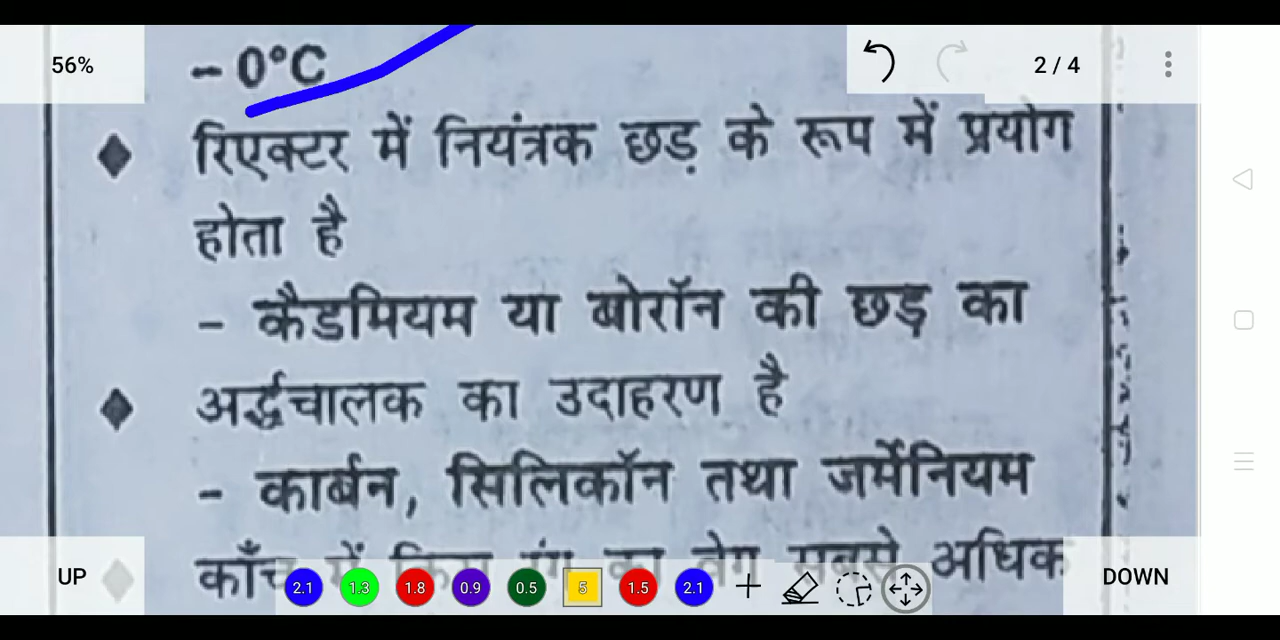 56%
2 / 4
– 0°C
रिएक्टर में नियंत्रक छड़ के रूप में प्रयोग
होता है
– कैडमियम या बोरॉन की छड़ का
अर्द्धचालक का उदाहरण है
– कार्बन, सिलिकॉन तथा जर्मेनियम
काँच में किस रंग का वेग सबसे अधिक
UP
2.1 1.3 1.8 0.9 0.5 5 1.5 2.1
DOWN